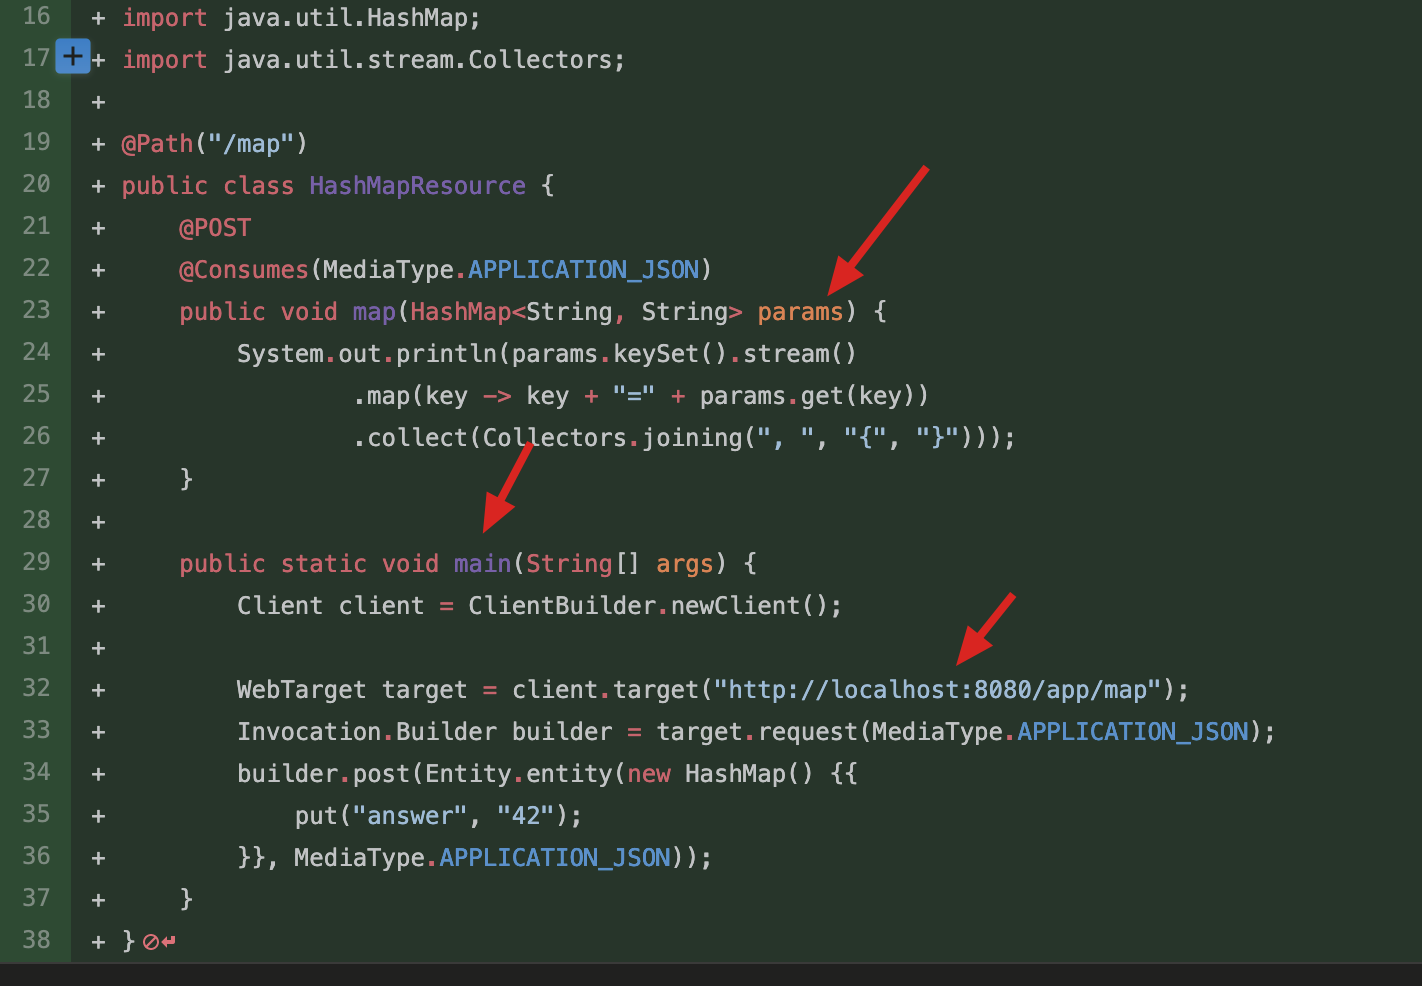 16 + import java.util.HashMap;
17 + + import java.util.stream.Collectors;
18 +
19 + @Path("/map")
20 + public class HashMapResource {
21 +     @POST
22 +     @Consumes(MediaType.APPLICATION_JSON)
23 +     public void map(HashMap<String, String> params) {
24 +         System.out.println(params.keySet().stream()
25 +                 .map(key -> key + "=" + params.get(key))
26 +                 .collect(Collectors.joining(", ", "{", "}")));
27 +     }
28 +
29 +     public static void main(String[] args) {
30 +         Client client = ClientBuilder.newClient();
31 +
32 +         WebTarget target = client.target("http://localhost:8080/app/map");
33 +         Invocation.Builder builder = target.request(MediaType.APPLICATION_JSON);
34 +         builder.post(Entity.entity(new HashMap() {{
35 +             put("answer", "42");
36 +         }}, MediaType.APPLICATION_JSON));
37 +     }
38 + }